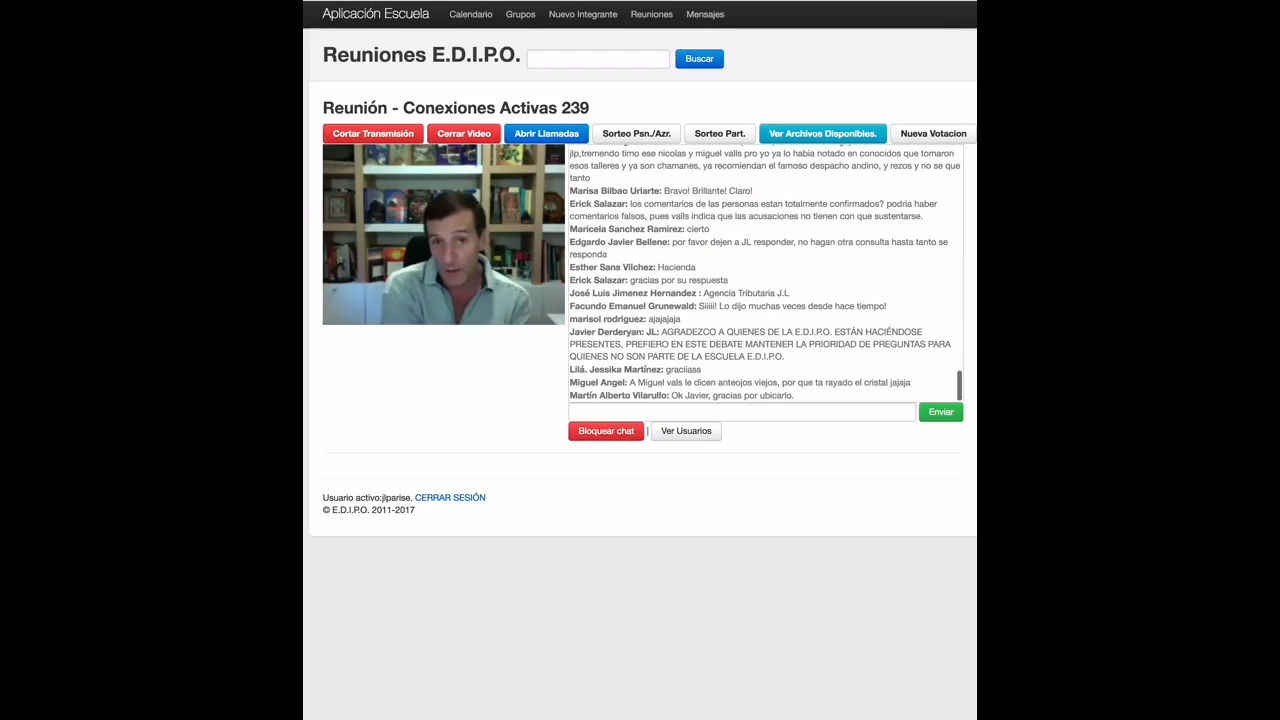 Aplicación Escuela Calendario Grupos Nuevo Integrante Reuniones Mensajes
Reuniones E.D.I.P.O. Buscar
Reunión - Conexiones Activas 239
Cortar Transmisión Cerrar Video Abrir Llamadas Sorteo Psn./Azr. Sorteo Part. Ver Archivos Disponibles. Nueva Votacion
jlp,tremendo timo ese nicolas y miguel valls pro yo ya lo habia notado en conocidos que tomaron
esos talleres y ya son chamanes, ya recomiendan el famoso despacho andino, y rezos y no se que
tanto
Marisa Bilbao Uriarte: Bravo! Brillante! Claro!
Erick Salazar: los comentarios de las personas estan totalmente confirmados? podria haber
comentarios falsos, pues valls indica que las acusaciones no tienen con que sustentarse.
Maricela Sanchez Ramirez: cierto
Edgardo Javier Bellene: por favor dejen a JL responder, no hagan otra consulta hasta tanto se
responda
Esther Sans Vilchez: Hacienda
Erick Salazar: gracias por su respuesta
José Luis Jimenez Hernandez : Agencia Tributaria J.L
Facundo Emanuel Grunewald: Siiiii! Lo dijo muchas veces desde hace tiempo!
marisol rodriguez: ajajajaja
Javier Derderyan: JL: AGRADEZCO A QUIENES DE LA E.D.I.P.O. ESTÁN HACIÉNDOSE
PRESENTES, PREFIERO EN ESTE DEBATE MANTENER LA PRIORIDAD DE PREGUNTAS PARA
QUIENES NO SON PARTE DE LA ESCUELA E.D.I.P.O.
Lilá. Jessika Martínez: graciiass
Miguel Angel: A Miguel vals le dicen anteojos viejos, por que ta rayado el cristal jajaja
Martín Alberto Vilarullo: Ok Javier, gracias por ubicarlo.
Enviar
Bloquear chat | Ver Usuarios
Usuario activo:jlparise. CERRAR SESIÓN
© E.D.I.P.O. 2011-2017